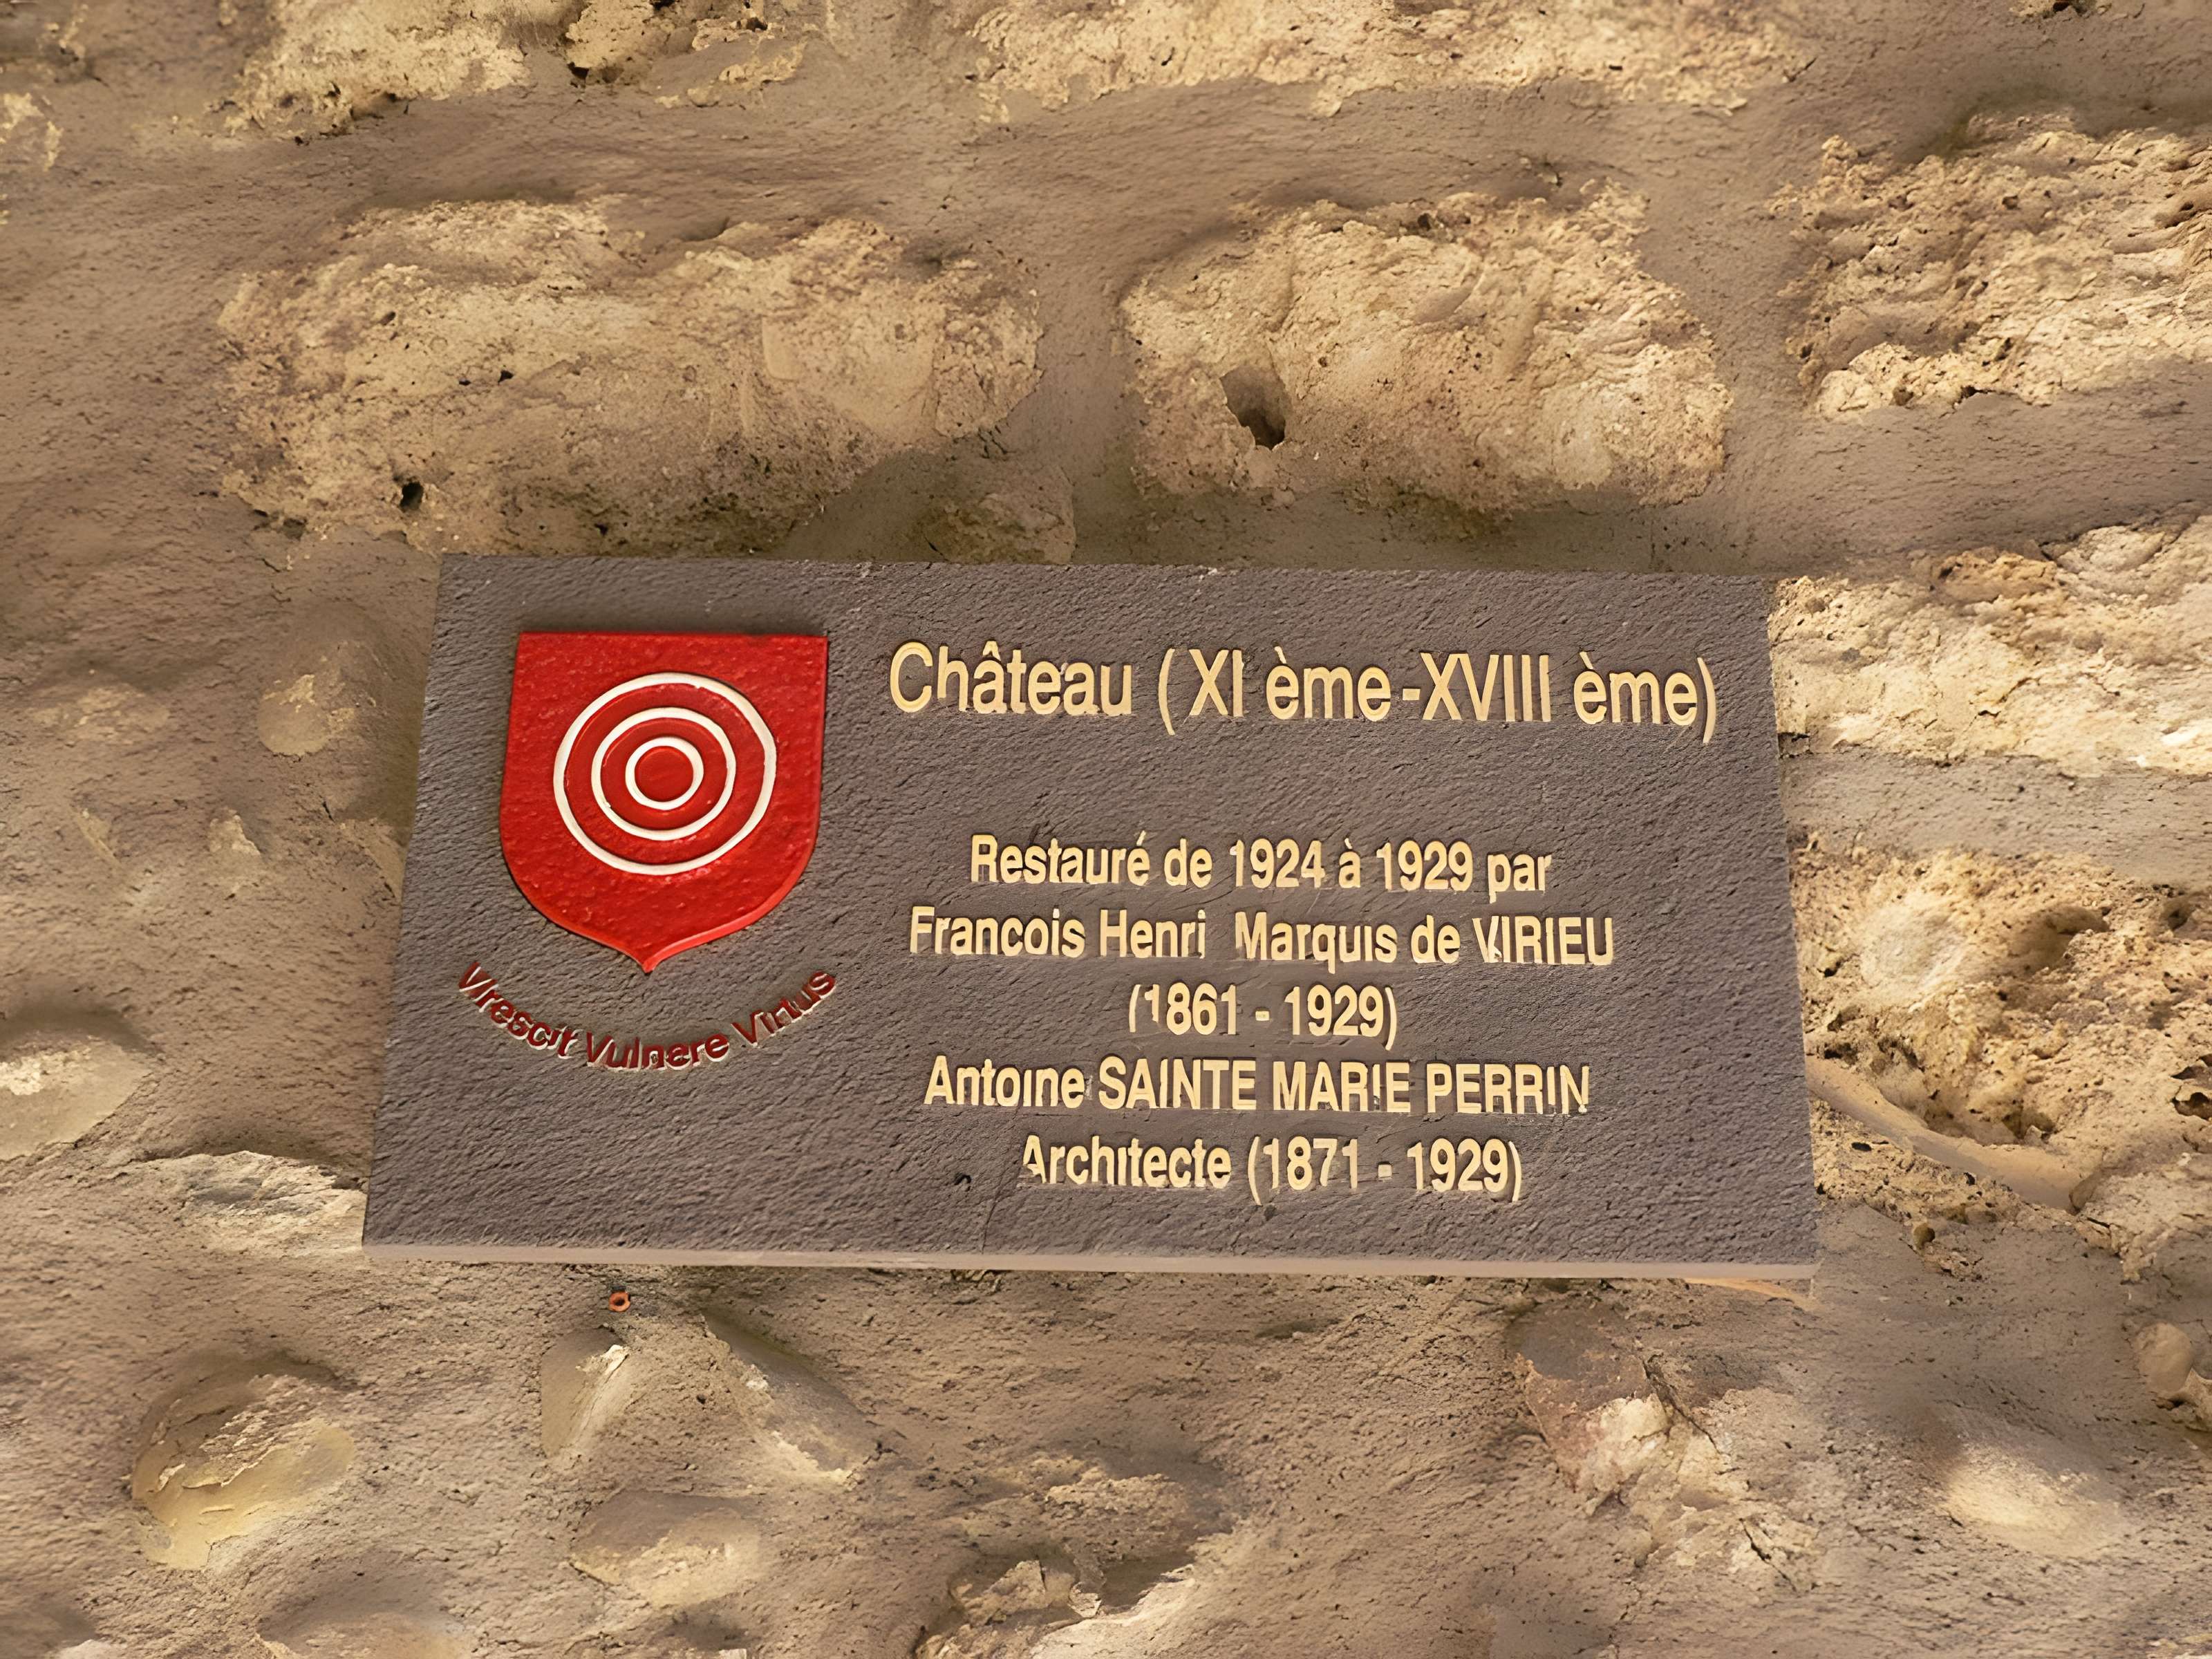 Château (XI ème-XVIII ème)
Restauré de 1924 à 1929 par
Francois Henri Marquis de VIRIEU
(1861 - 1929)
Antoine SAINTE MARIE PERRIN
Architecte (1871 - 1929)
Virescit Vulnere Virtus